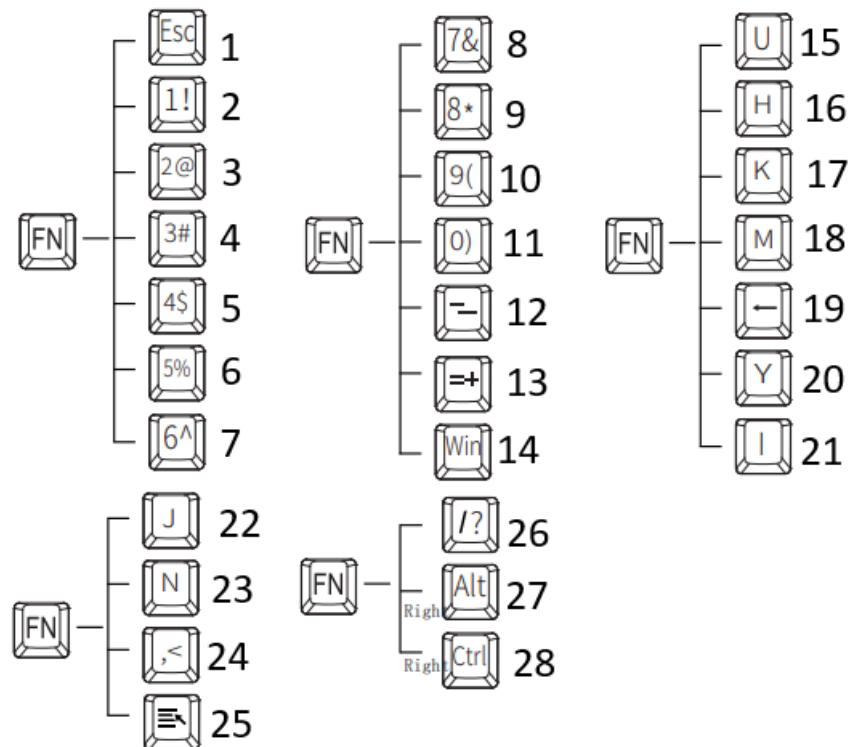 Esc 1
1! 2
2@ 3
FN 3# 4
4$ 5
5% 6
6^ 7
7& 8
8* 9
9( 10
FN 0) 11
-_ 12
=+ 13
Win 14
U 15
H 16
K 17
FN M 18
← 19
Y 20
I 21
J 22
N 23
FN ,< 24
25
/? 26
FN Right Alt 27
Right Ctrl 28